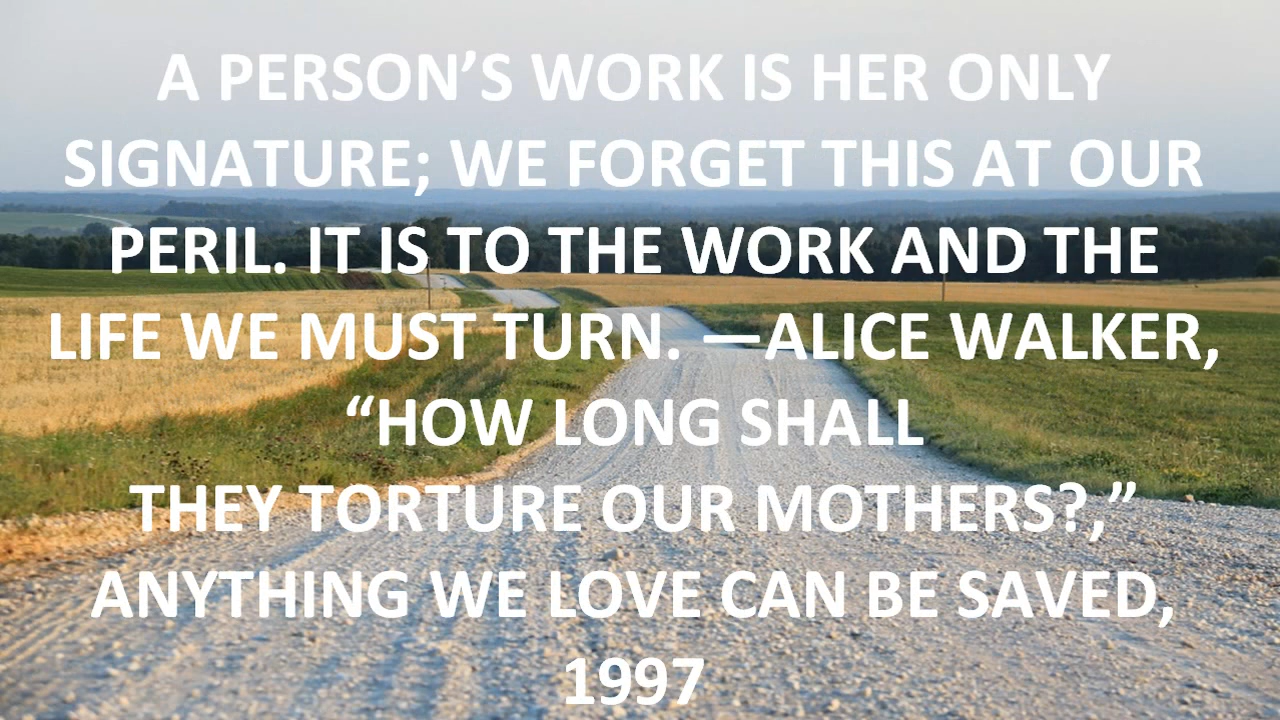 A PERSON’S WORK IS HER ONLY
SIGNATURE; WE FORGET THIS AT OUR
PERIL. IT IS TO THE WORK AND THE
LIFE WE MUST TURN. —ALICE WALKER,
“HOW LONG SHALL
THEY TORTURE OUR MOTHERS?,”
ANYTHING WE LOVE CAN BE SAVED,
1997